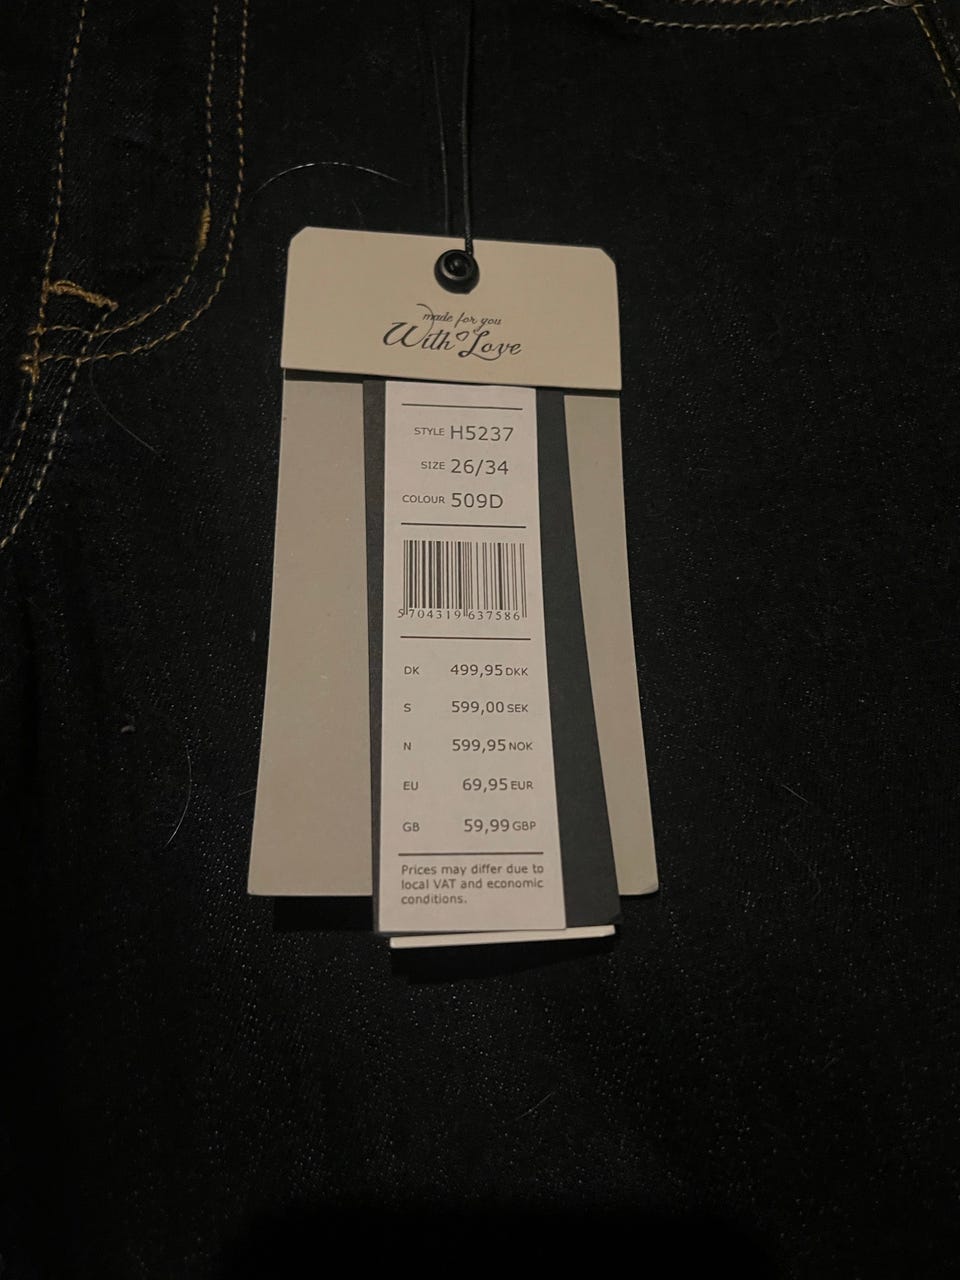 made for you
With Love
STYLE H5237
SIZE 26/34
COLOUR 509D
5704319637586
DK 499,95 DKK
S 599,00 SEK
N 599,95 NOK
EU 69,95 EUR
GB 59,99 GBP
Prices may differ due to
local VAT and economic
conditions.